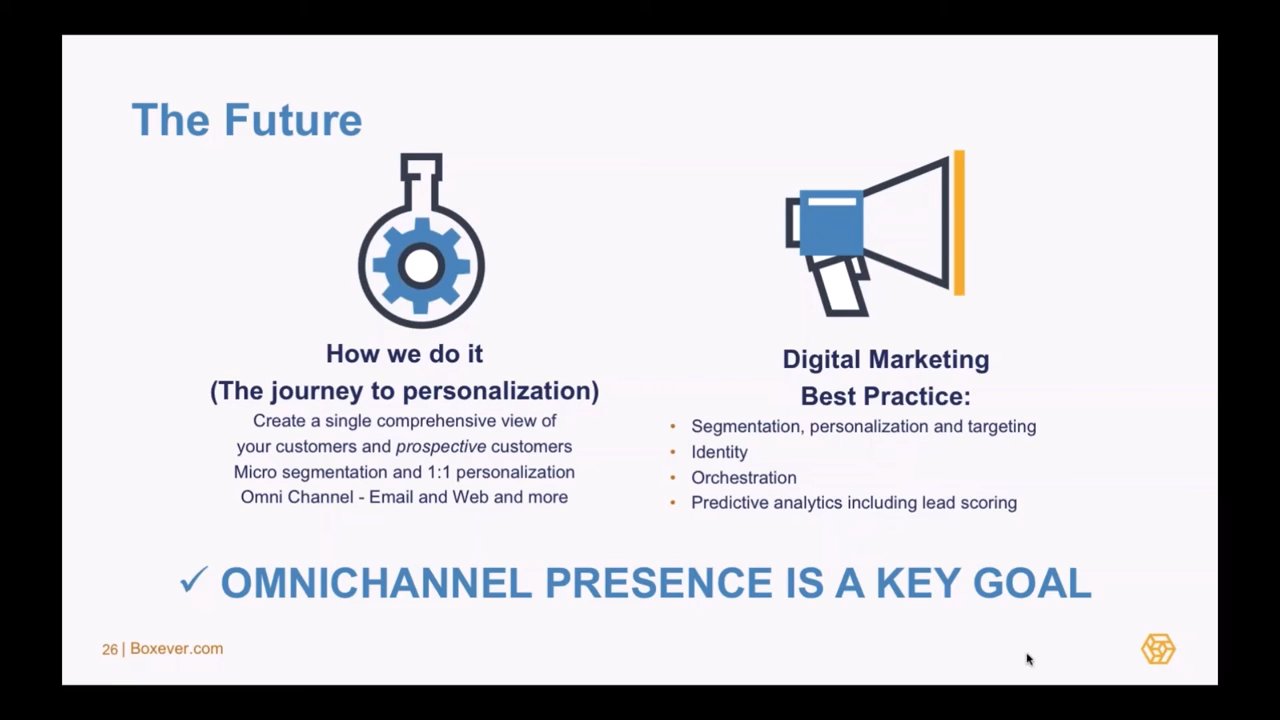 The Future
How we do it
(The journey to personalization)
Create a single comprehensive view of
your customers and prospective customers
Micro segmentation and 1:1 personalization
Omni Channel - Email and Web and more
Digital Marketing
Best Practice:
• Segmentation, personalization and targeting
• Identity
• Orchestration
• Predictive analytics including lead scoring
✓ OMNICHANNEL PRESENCE IS A KEY GOAL
26 | Boxever.com